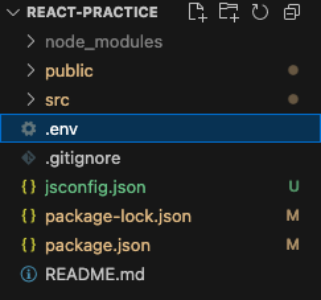 REACT-PRACTICE
node_modules
public
src
.env
.gitignore
{} jsconfig.json U
{} package-lock.json M
{} package.json M
README.md